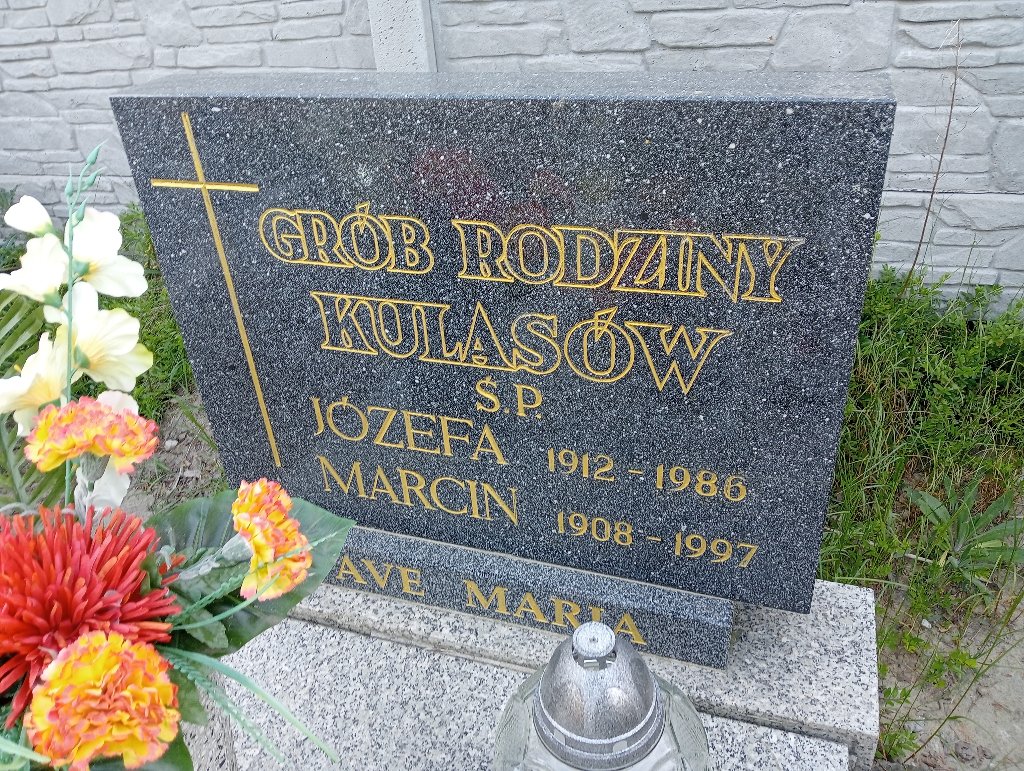 GRÓB RODZINY
KULASÓW
Ś.P.
JÓZEFA 1912 - 1986
MARCIN 1908 - 1997
AVE MARIA